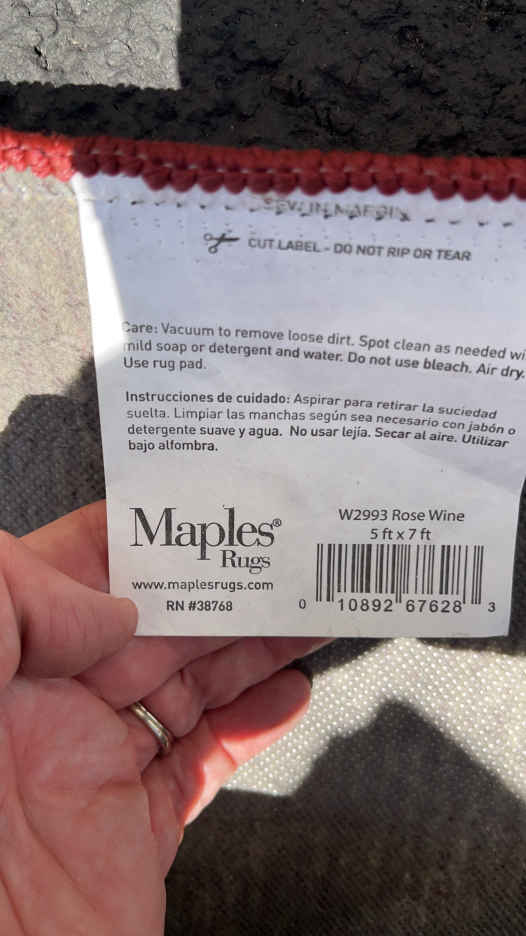 CUT LABEL - DO NOT RIP OR TEAR
Care: Vacuum to remove loose dirt. Spot clean as needed wi
mild soap or detergent and water. Do not use bleach. Air dry.
Use rug pad.
Instrucciones de cuidado: Aspirar para retirar la suciedad
suelta. Limpiar las manchas según sea necesario con jabón o
detergente suave y agua. No usar lejía. Secar al aire. Utilizar
bajo alfombra.
Maples®
Rugs
www.maplesrugs.com
RN #38768
W2993 Rose Wine
5 ft x 7 ft
0 10892 67628 3